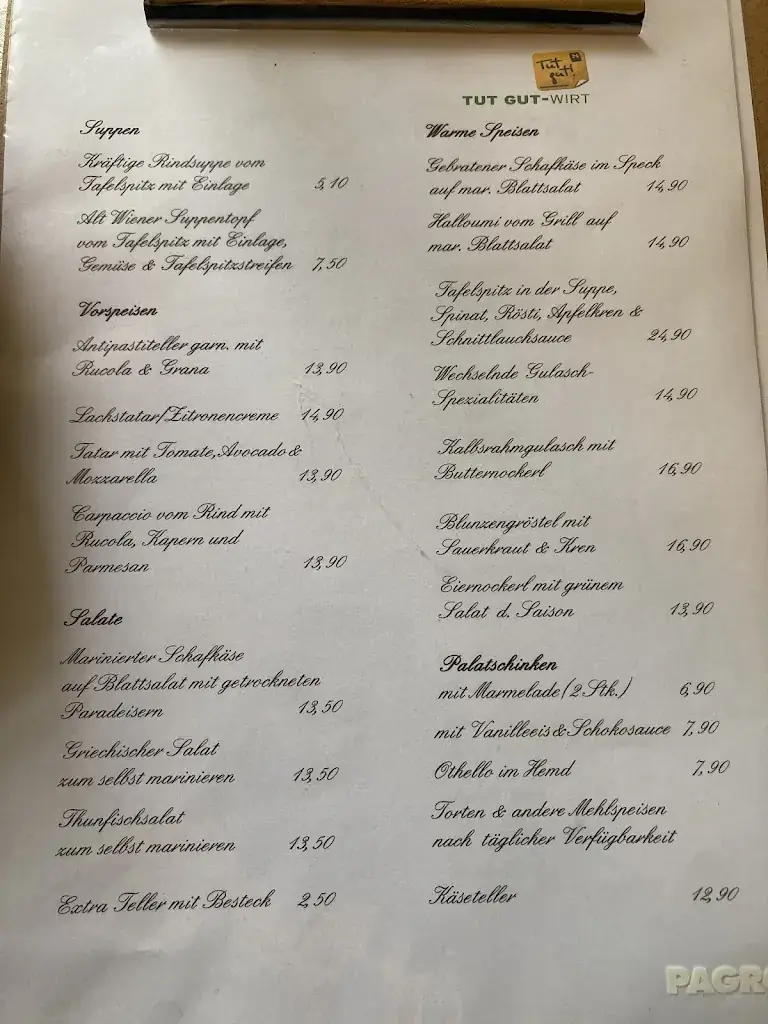 Tut gut!
TUT GUT-WIRT
Suppen
Kräftige Rindsuppe vom
Tafelspitz mit Einlage 5,10
Alt Wiener Suppentopf
vom Tafelspitz mit Einlage,
Gemüse & Tafelspitzstreifen 7,50
Vorspeisen
Antipastiteller garn. mit
Rucola & Grana 13,90
Lachstatar/Zitronencreme 14,90
Tatar mit Tomate, Avocado &
Mozzarella 13,90
Carpaccio vom Rind mit
Rucola, Kapern und
Parmesan 13,90
Salate
Marinierter Schafkäse
auf Blattsalat mit getrockneten
Paradeisern 13,50
Griechischer Salat
zum selbst marinieren 13,50
Thunfischsalat
zum selbst marinieren 13,50
Extra Teller mit Besteck 2,50
Warme Speisen
Gebratener Schafkäse im Speck
auf mar. Blattsalat 14,90
Halloumi vom Grill auf
mar. Blattsalat 14,90
Tafelspitz in der Suppe,
Spinat, Rösti, Apfelkren &
Schnittlauchsauce 24,90
Wechselnde Gulasch-
Spezialitäten 14,90
Kalbsrahmgulasch mit
Butternockerl 16,90
Blunzengröstel mit
Sauerkraut & Kren 16,90
Eiernockerl mit grünem
Salat d. Saison 13,90
Palatschinken
mit Marmelade (2 Stk.) 6,90
mit Vanilleeis & Schokosauce 7,90
Othello im Hemd 7,90
Torten & andere Mehlspeisen
nach täglicher Verfügbarkeit
Käseteller 12,90